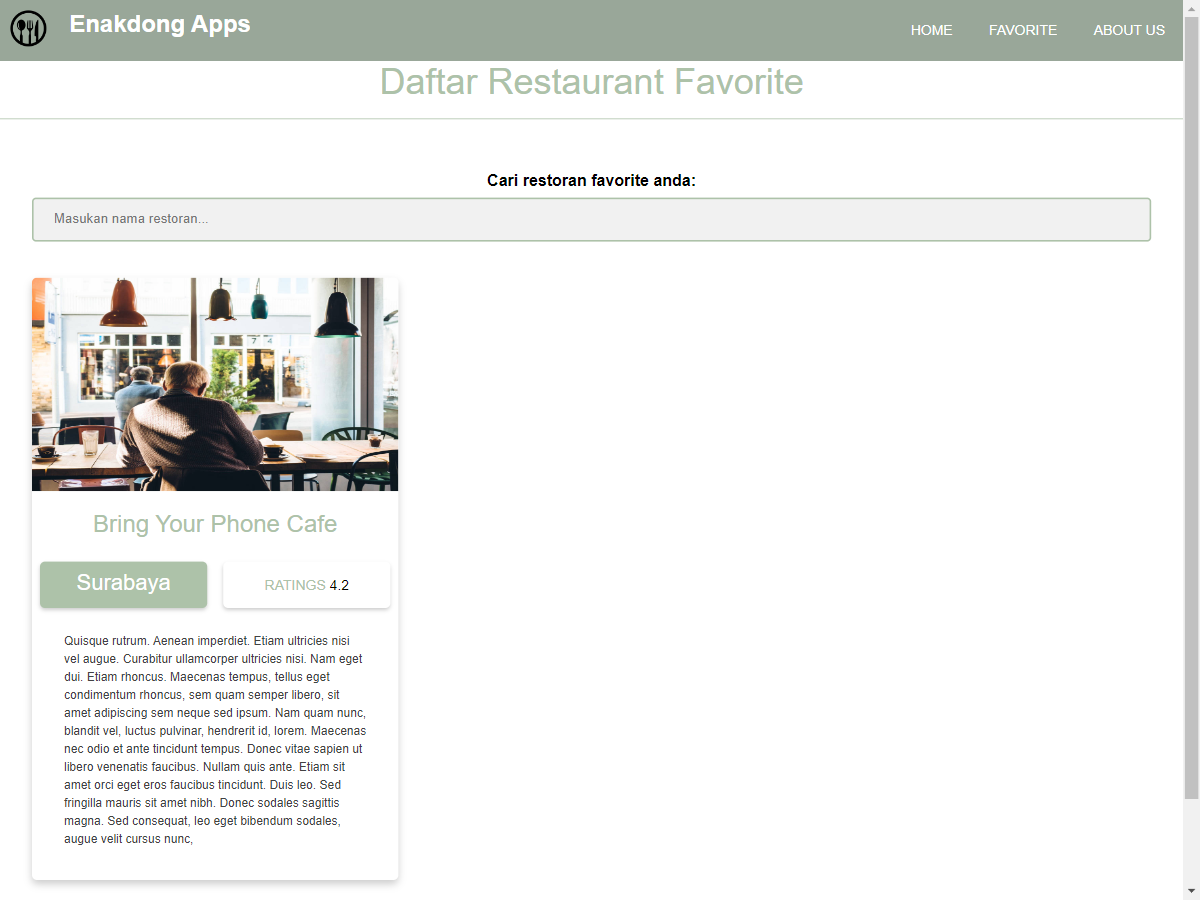 Enakdong Apps
HOME FAVORITE ABOUT US
Daftar Restaurant Favorite
Cari restoran favorite anda:
Masukan nama restoran...
7 4
Bring Your Phone Cafe
Surabaya
RATINGS 4.2
Quisque rutrum. Aenean imperdiet. Etiam ultricies nisi
vel augue. Curabitur ullamcorper ultricies nisi. Nam eget
dui. Etiam rhoncus. Maecenas tempus, tellus eget
condimentum rhoncus, sem quam semper libero, sit
amet adipiscing sem neque sed ipsum. Nam quam nunc,
blandit vel, luctus pulvinar, hendrerit id, lorem. Maecenas
nec odio et ante tincidunt tempus. Donec vitae sapien ut
libero venenatis faucibus. Nullam quis ante. Etiam sit
amet orci eget eros faucibus tincidunt. Duis leo. Sed
fringilla mauris sit amet nibh. Donec sodales sagittis
magna. Sed consequat, leo eget bibendum sodales,
augue velit cursus nunc,